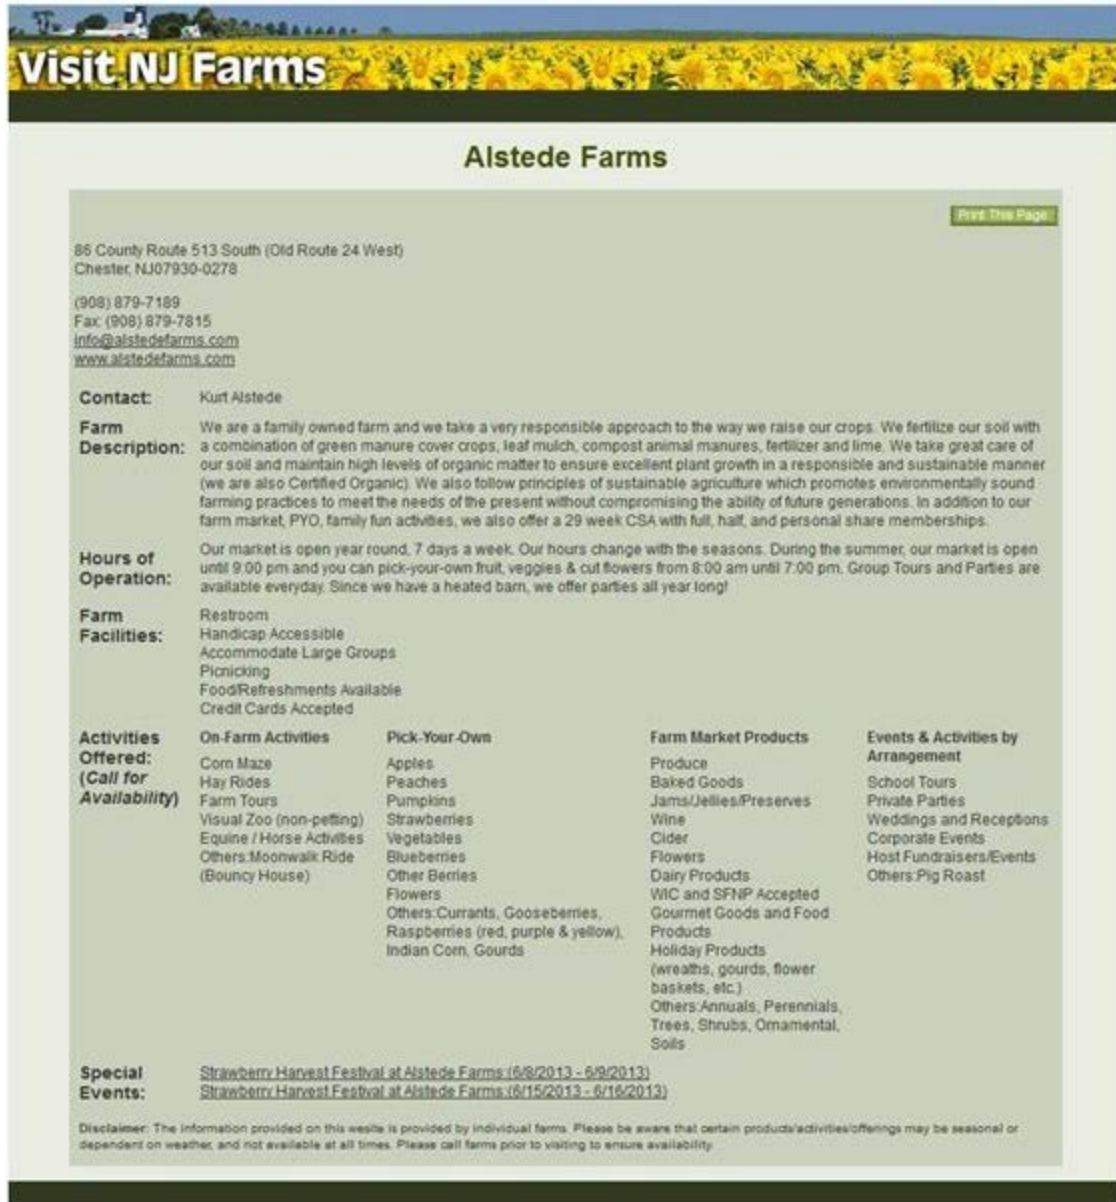 Visit NJ Farms
Alstede Farms
Print This Page
86 County Route 513 South (Old Route 24 West)
Chester, NJ07930-0278
(908) 879-7189
Fax: (908) 879-7815
info@alstedefarms.com
www.alstedefarms.com
Contact: Kurt Alstede
Farm Description:
We are a family owned farm and we take a very responsible approach to the way we raise our crops. We fertilize our soil with
a combination of green manure cover crops, leaf mulch, compost animal manures, fertilizer and lime. We take great care of
our soil and maintain high levels of organic matter to ensure excellent plant growth in a responsible and sustainable manner
(we are also Certified Organic). We also follow principles of sustainable agriculture which promotes environmentally sound
farming practices to meet the needs of the present without compromising the ability of future generations. In addition to our
farm market, PYO, family fun activities, we also offer a 29 week CSA with full, half, and personal share memberships.
Hours of Operation:
Our market is open year round, 7 days a week. Our hours change with the seasons. During the summer, our market is open
until 9:00 pm and you can pick-your-own fruit, veggies & cut flowers from 8:00 am until 7:00 pm. Group Tours and Parties are
available everyday. Since we have a heated barn, we offer parties all year long!
Farm Facilities:
Restroom
Handicap Accessible
Accommodate Large Groups
Picnicking
Food/Refreshments Available
Credit Cards Accepted
Activities
Offered:
(Call for
Availability)
On-Farm Activities
Corn Maze
Hay Rides
Farm Tours
Visual Zoo (non-petting)
Equine / Horse Activities
Others:Moonwalk Ride
(Bouncy House)
Pick-Your-Own
Apples
Peaches
Pumpkins
Strawberries
Vegetables
Blueberries
Other Berries
Flowers
Others:Currants, Gooseberries,
Raspberries (red, purple & yellow),
Indian Corn, Gourds
Farm Market Products
Produce
Baked Goods
Jams/Jellies/Preserves
Wine
Cider
Flowers
Dairy Products
WIC and SFNP Accepted
Gourmet Goods and Food
Products
Holiday Products
(wreaths, gourds, flower
baskets, etc.)
Others:Annuals, Perennials,
Trees, Shrubs, Ornamental,
Soils
Events & Activities by
Arrangement
School Tours
Private Parties
Weddings and Receptions
Corporate Events
Host Fundraisers/Events
Others:Pig Roast
Special
Events:
Strawberry Harvest Festival at Alstede Farms:(6/8/2013 - 6/9/2013)
Strawberry Harvest Festival at Alstede Farms:(6/15/2013 - 6/16/2013)
Disclaimer: The information provided on this wesite is provided by individual farms. Please be aware that certain products/activities/offerings may be seasonal or
dependent on weather, and not available at all times. Please call farms prior to visiting to ensure availability.